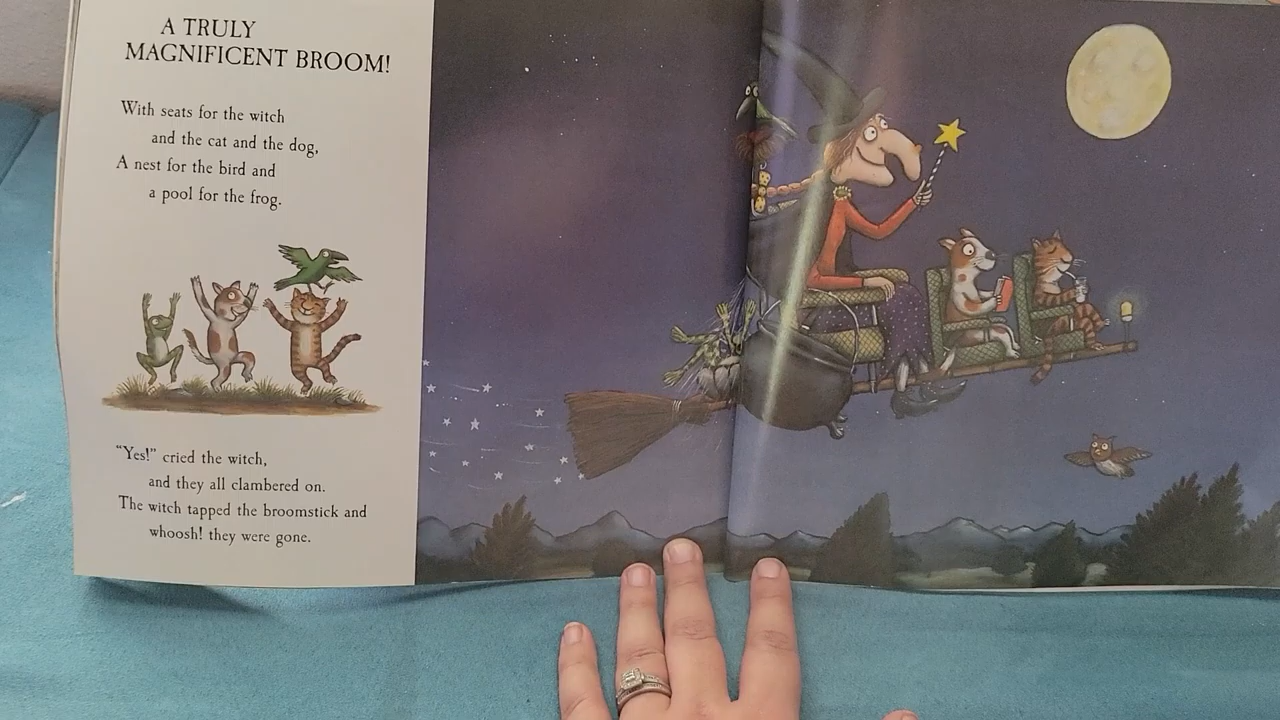 A TRULY
MAGNIFICENT BROOM!
With seats for the witch
and the cat and the dog,
A nest for the bird and
a pool for the frog.
“Yes!” cried the witch,
and they all clambered on.
The witch tapped the broomstick and
whoosh! they were gone.